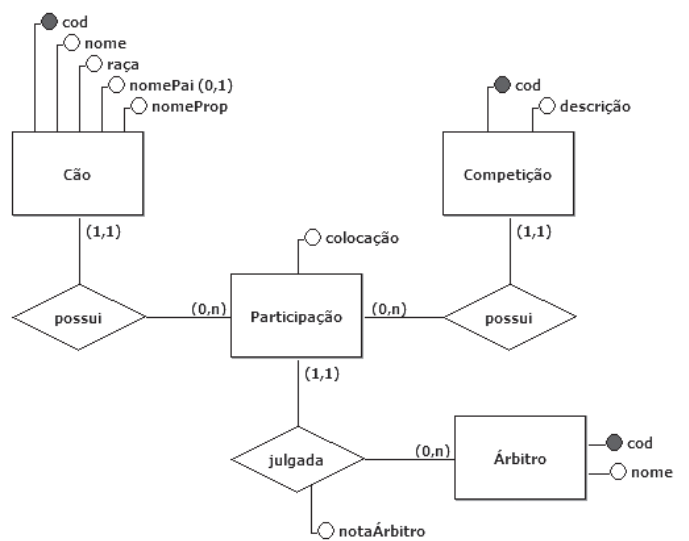 cod
nome
raça
nomePai (0,1)
nomeProp
Cão
cod
descrição
Competição
(1,1)
(1,1)
colocação
possui
(0,n)
Participação
(0,n)
possui
(1,1)
julgada
(0,n)
Árbitro
cod
nome
notaÁrbitro